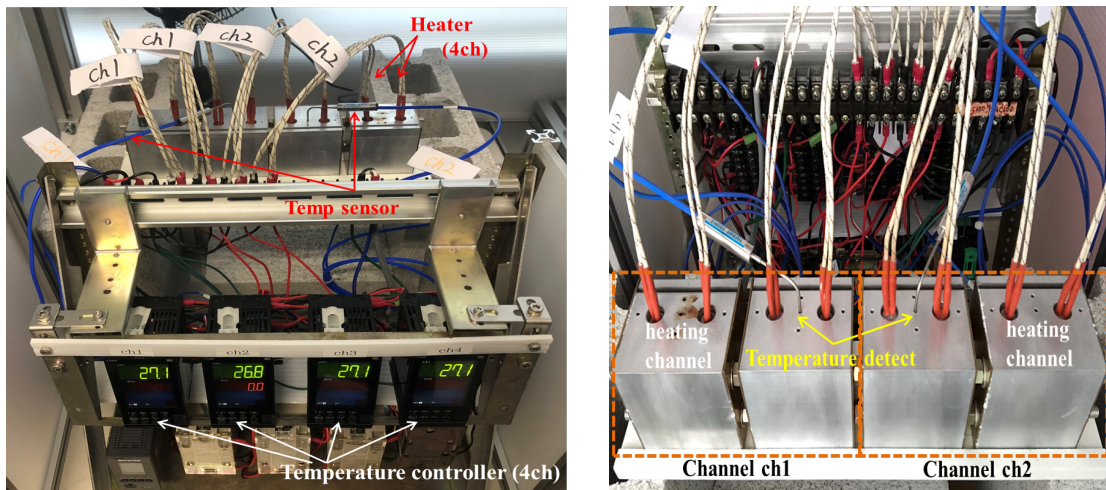 Heater
(4ch)
ch1
ch1
ch2
ch2
ch2
Temp sensor
ch1
ch2
ch3
ch4
27.1
26.8
27.1
27.1
0.0
Temperature controller (4ch)
heating
channel
heating
channel
Temperature detect
Channel ch1
Channel ch2